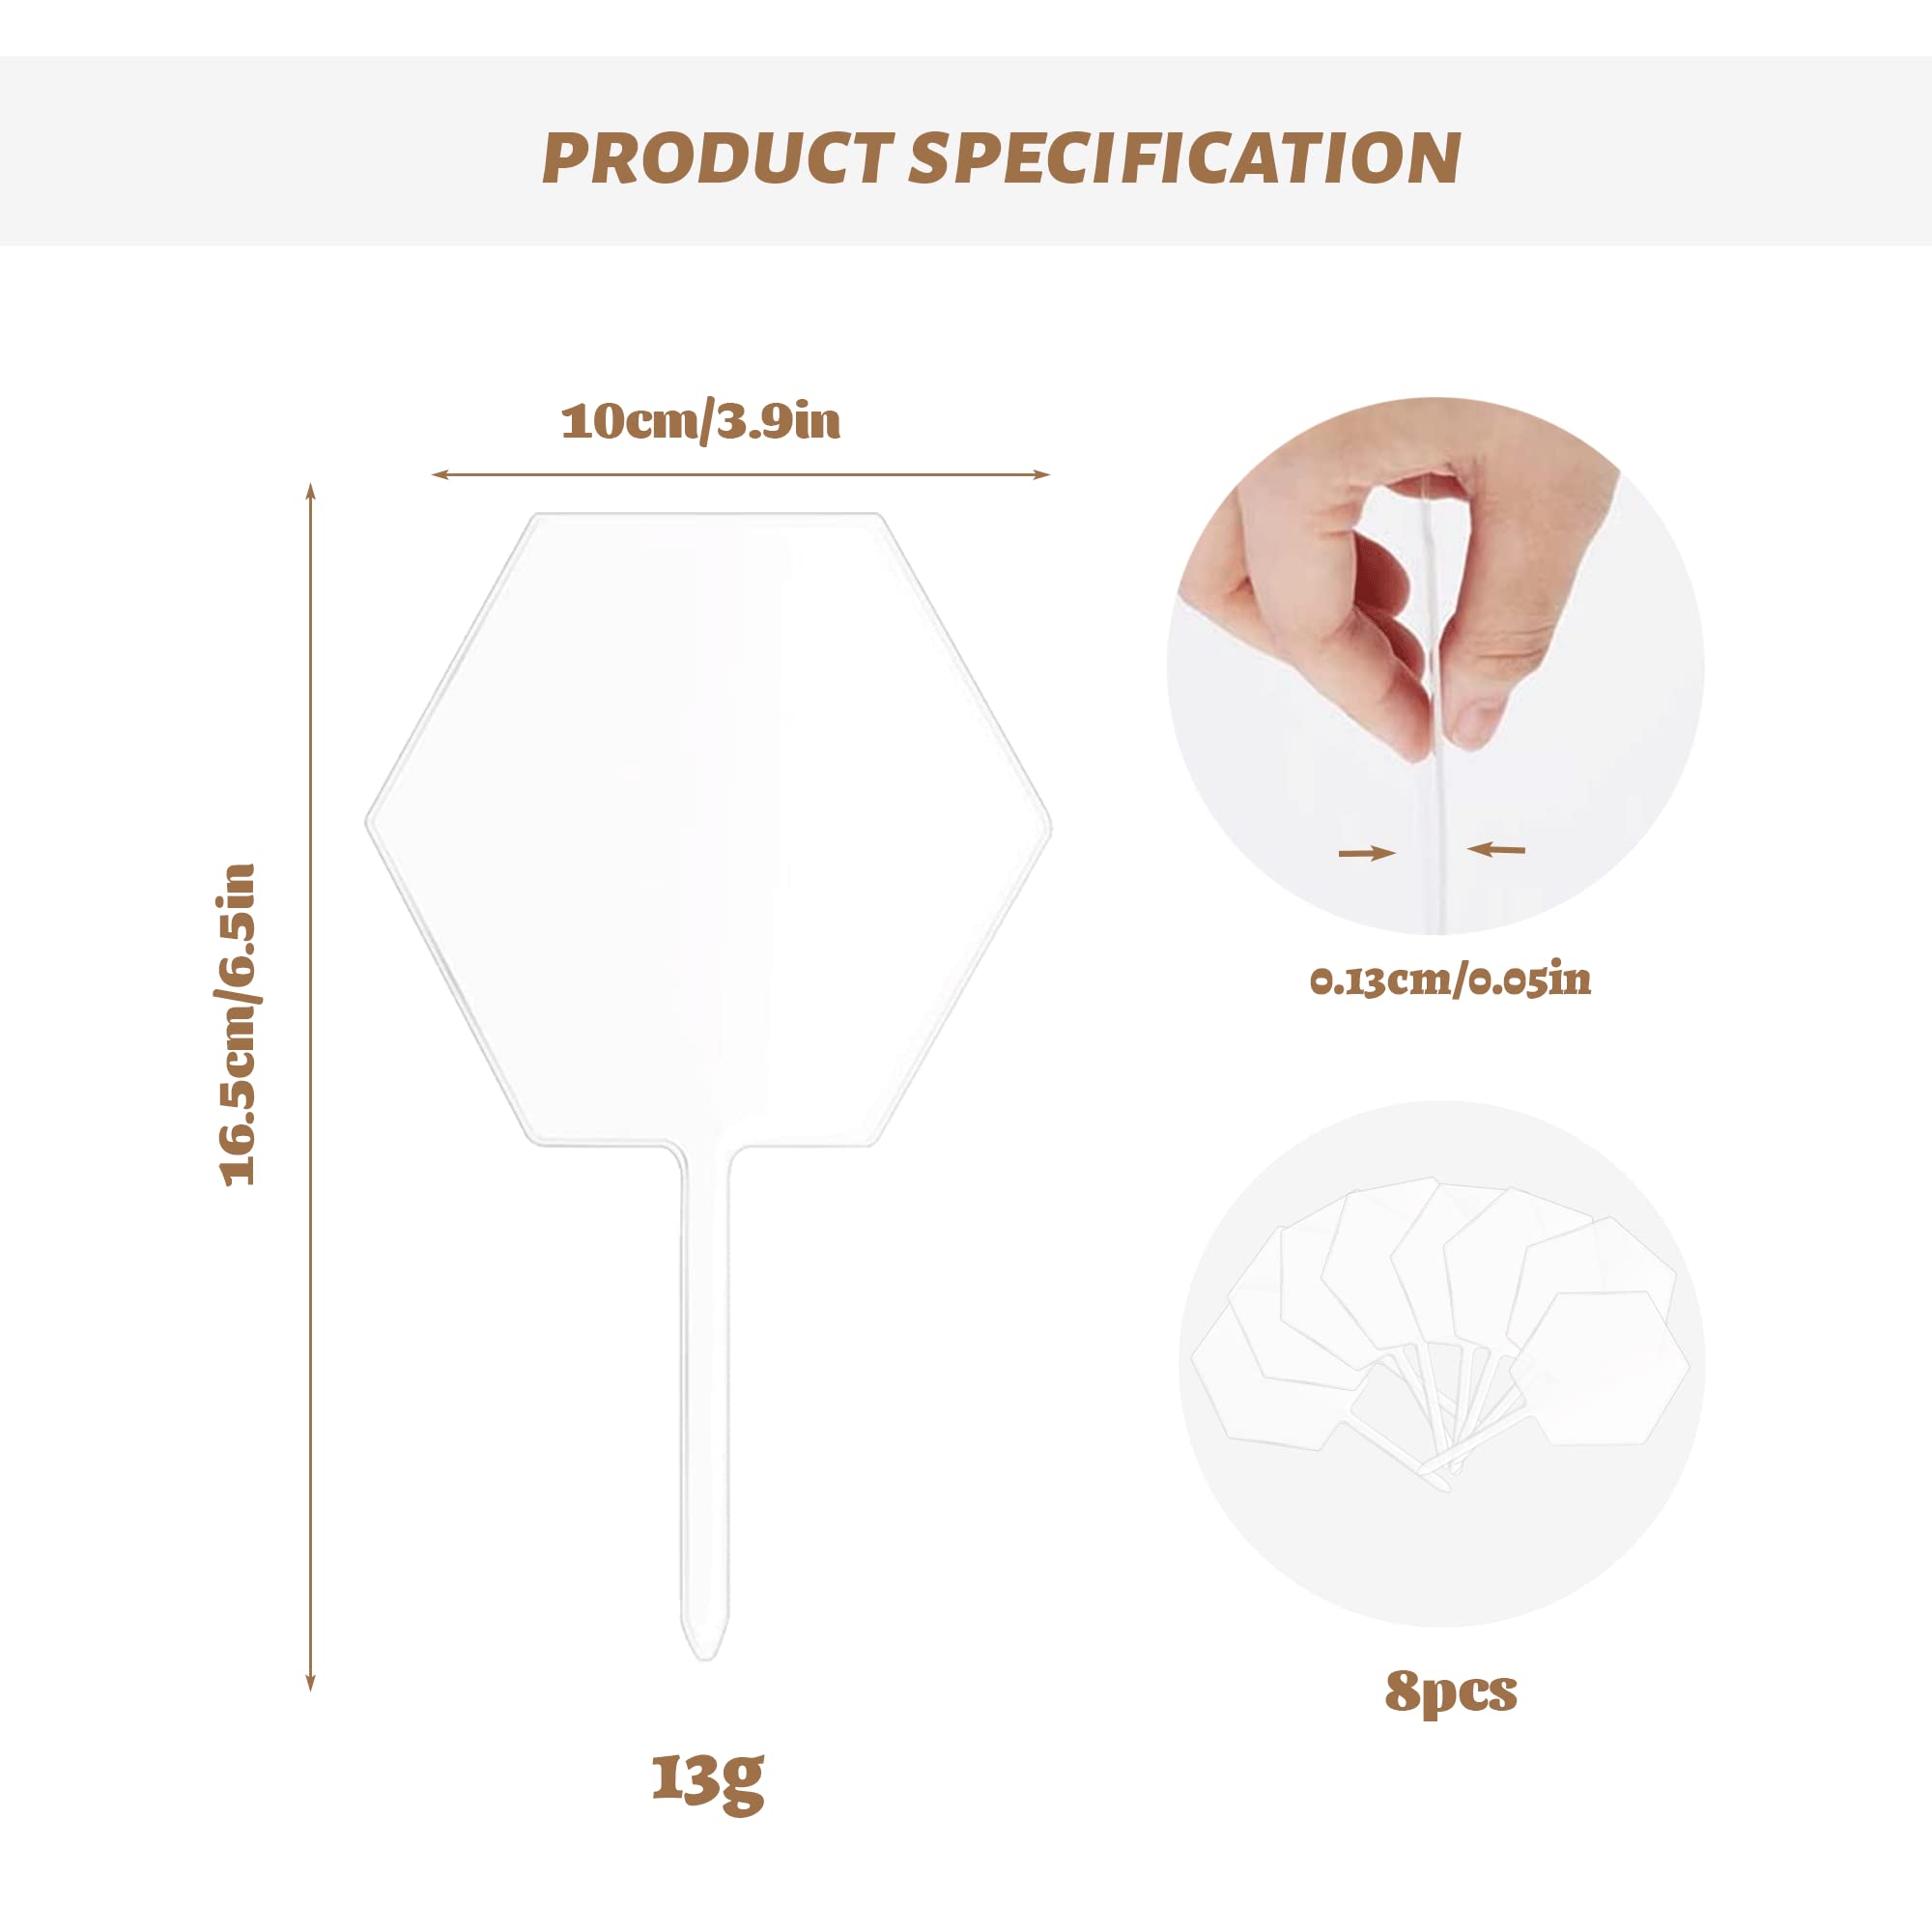 PRODUCT SPECIFICATION
10cm/3.9in
16.5cm/6.5in
0.13cm/0.05in
8pcs
13g